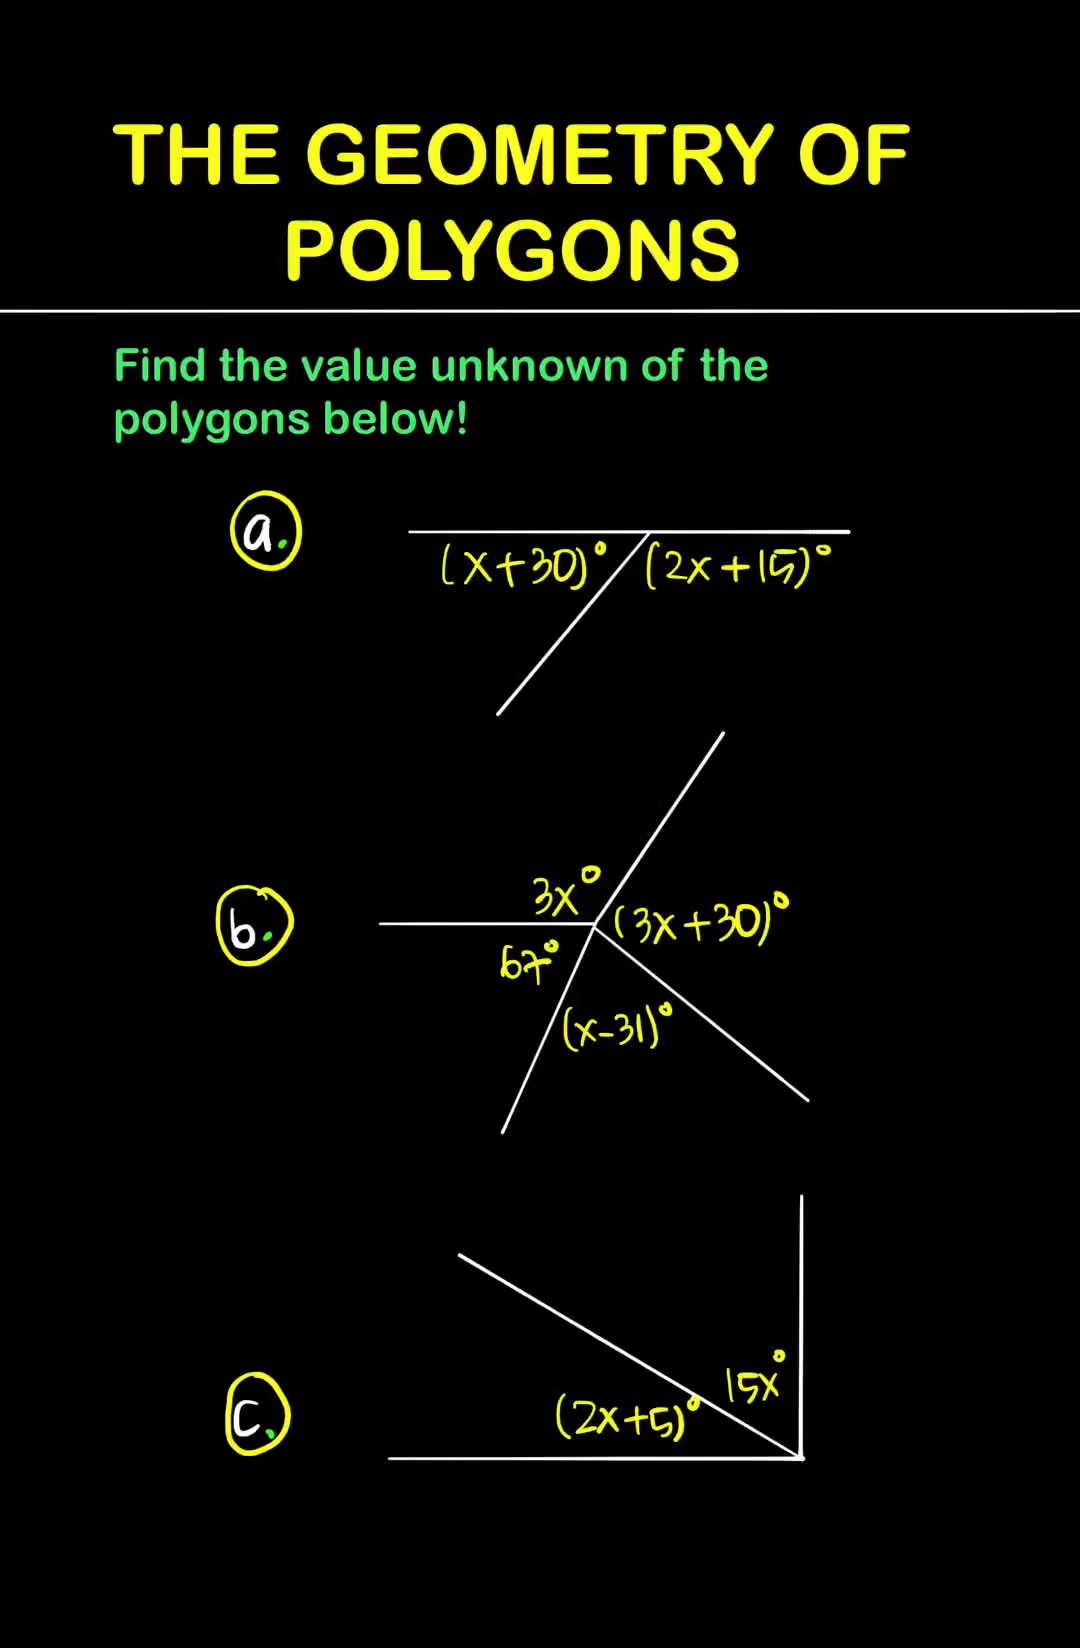 THE GEOMETRY OF
POLYGONS
Find the value unknown of the
polygons below!
a.
(x+30)° (2x+15)°
b.
3x°
(3x+30)°
67°
(x-31)°
c.
15x°
(2x+5)°